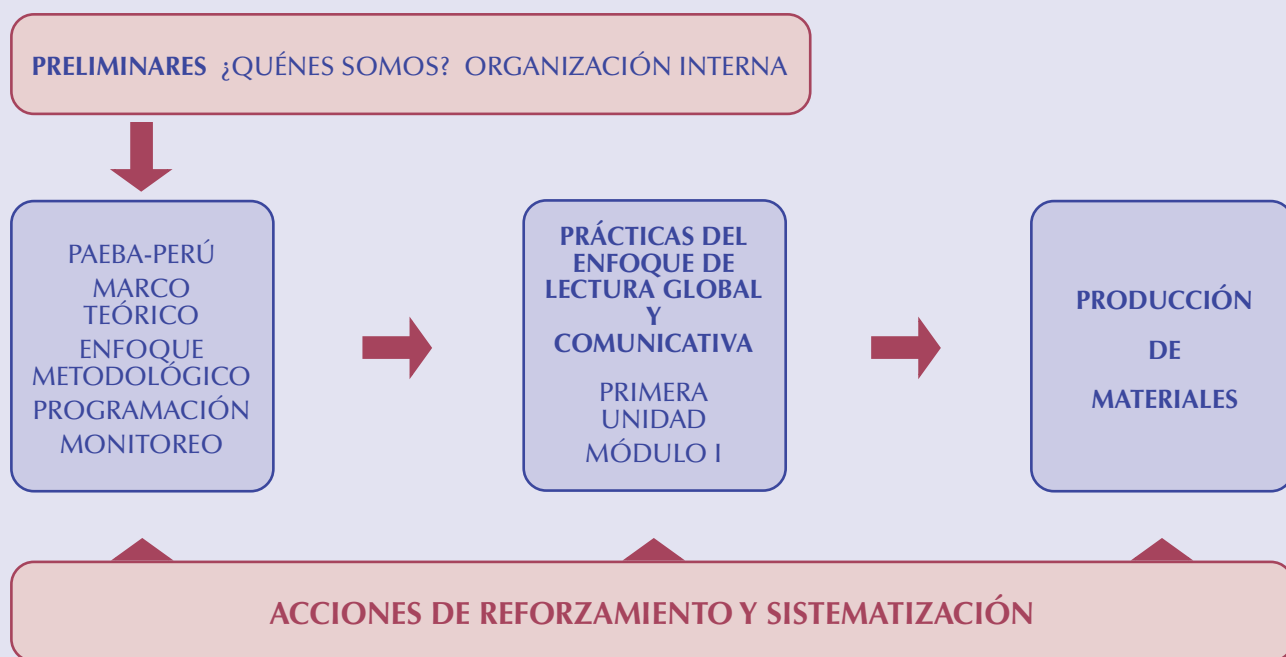 PRELIMINARES ¿QUÉNES SOMOS? ORGANIZACIÓN INTERNA
PAEBA-PERÚ
MARCO
TEÓRICO
ENFOQUE
METODOLÓGICO
PROGRAMACIÓN
MONITOREO
PRÁCTICAS DEL
ENFOQUE DE
LECTURA GLOBAL
Y
COMUNICATIVA
PRIMERA
UNIDAD
MÓDULO I
PRODUCCIÓN
DE
MATERIALES
ACCIONES DE REFORZAMIENTO Y SISTEMATIZACIÓN